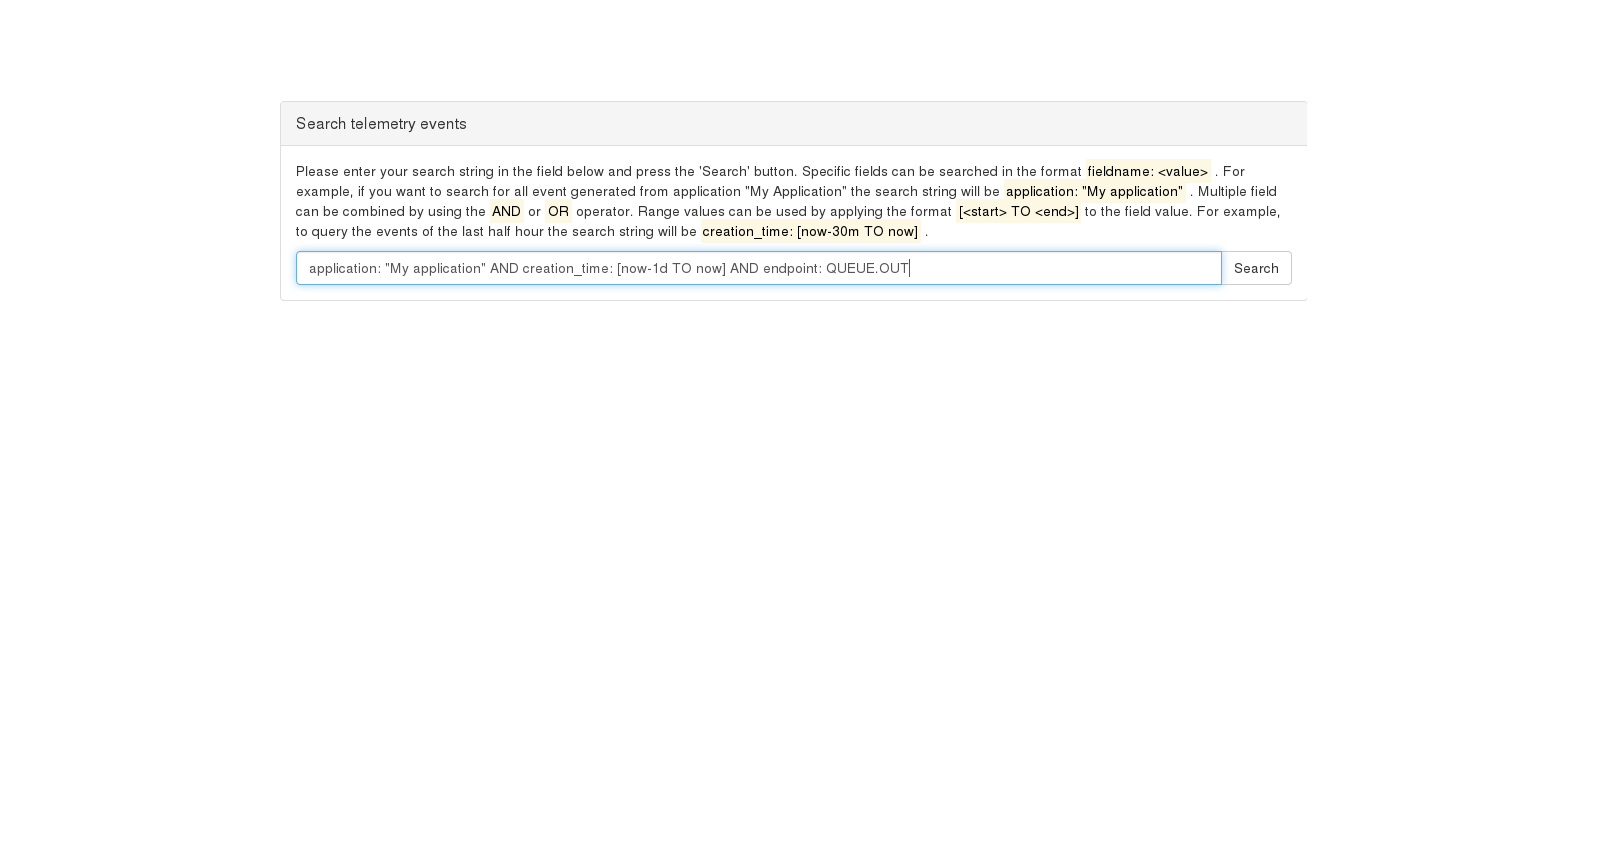 Search telemetry events
Please enter your search string in the field below and press the 'Search' button. Specific fields can be searched in the format fieldname: <value> . For
example, if you want to search for all event generated from application "My Application" the search string will be application: "My application" . Multiple field
can be combined by using the AND or OR operator. Range values can be used by applying the format [<start> TO <end>] to the field value. For example,
to query the events of the last half hour the search string will be creation_time: [now-30m TO now] .
application: "My application" AND creation_time: [now-1d TO now] AND endpoint: QUEUE.OUT Search